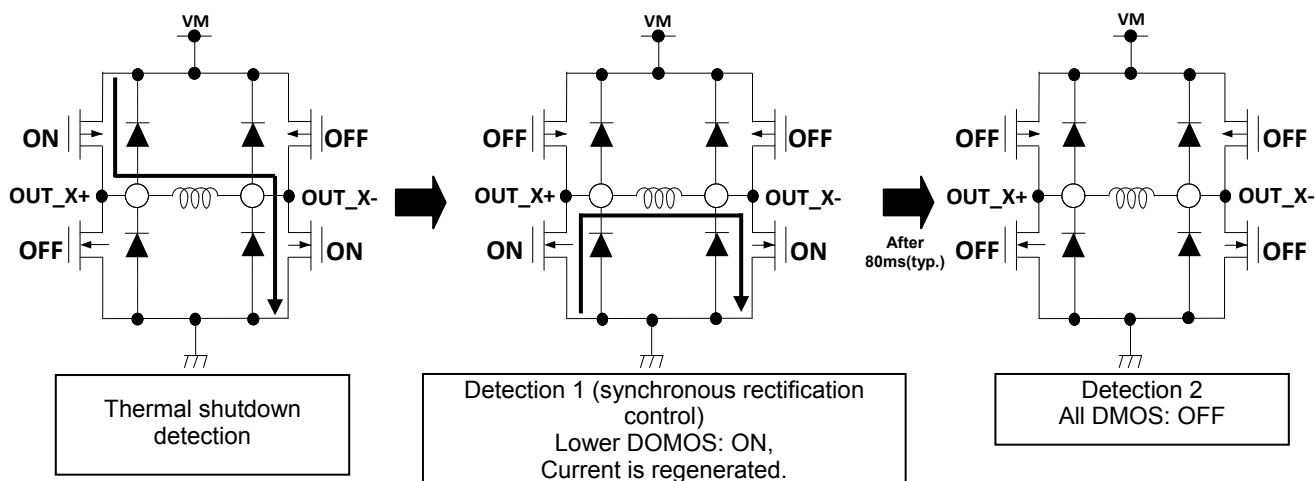 VM
ON
OFF
OUT_X+
OUT_X-
OFF
ON
Thermal shutdown
detection
VM
OFF
OFF
OUT_X+
OUT_X-
ON
ON
Detection 1 (synchronous rectification
control)
Lower DOMOS: ON,
Current is regenerated.
After
80ms(typ.)
VM
OFF
OFF
OUT_X+
OUT_X-
OFF
OFF
Detection 2
All DMOS: OFF